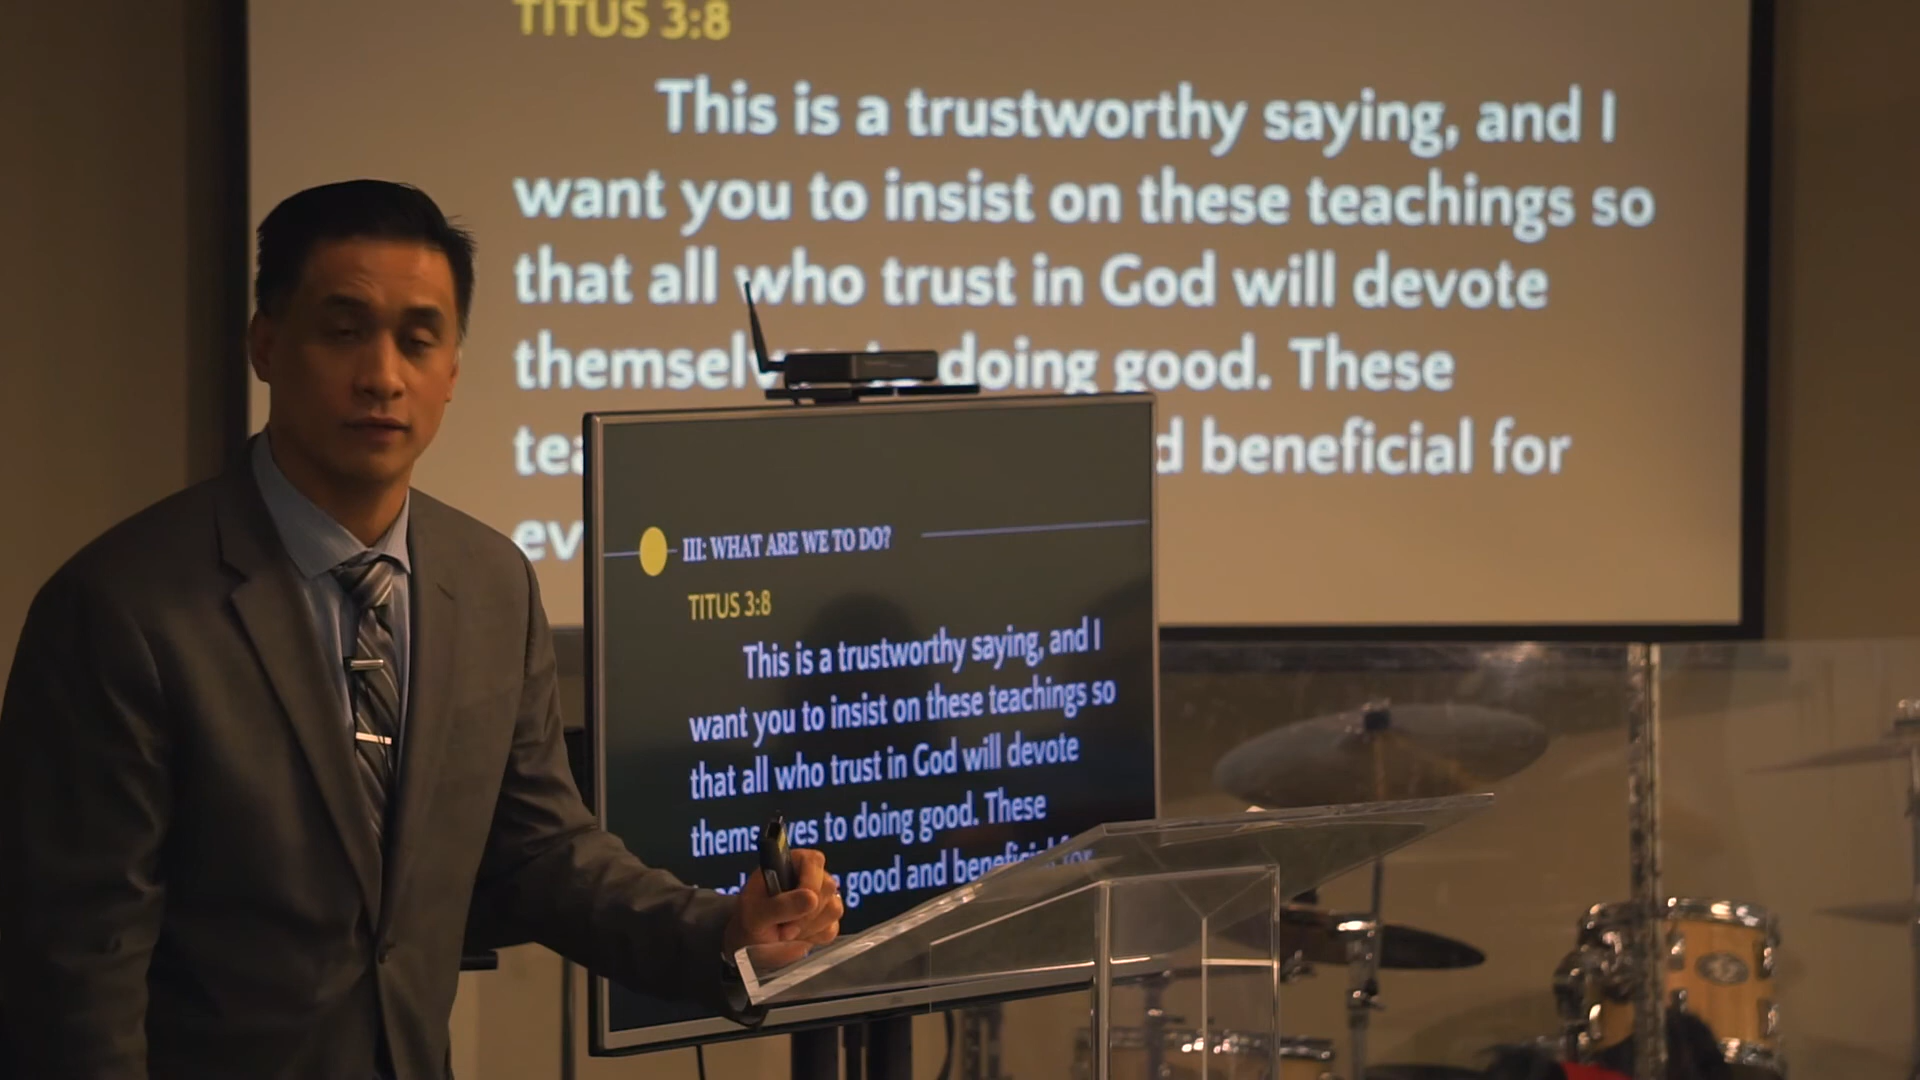 TITUS 3:8
This is a trustworthy saying, and I
want you to insist on these teachings so
that all who trust in God will devote
doing good. These
beneficial for
III: WHAT ARE WE TO DO?
TITUS 3:8
This is a trustworthy saying, and I
want you to insist on these teachings so
that all who trust in God will devote
themselves to doing good. These
good and beneficial for